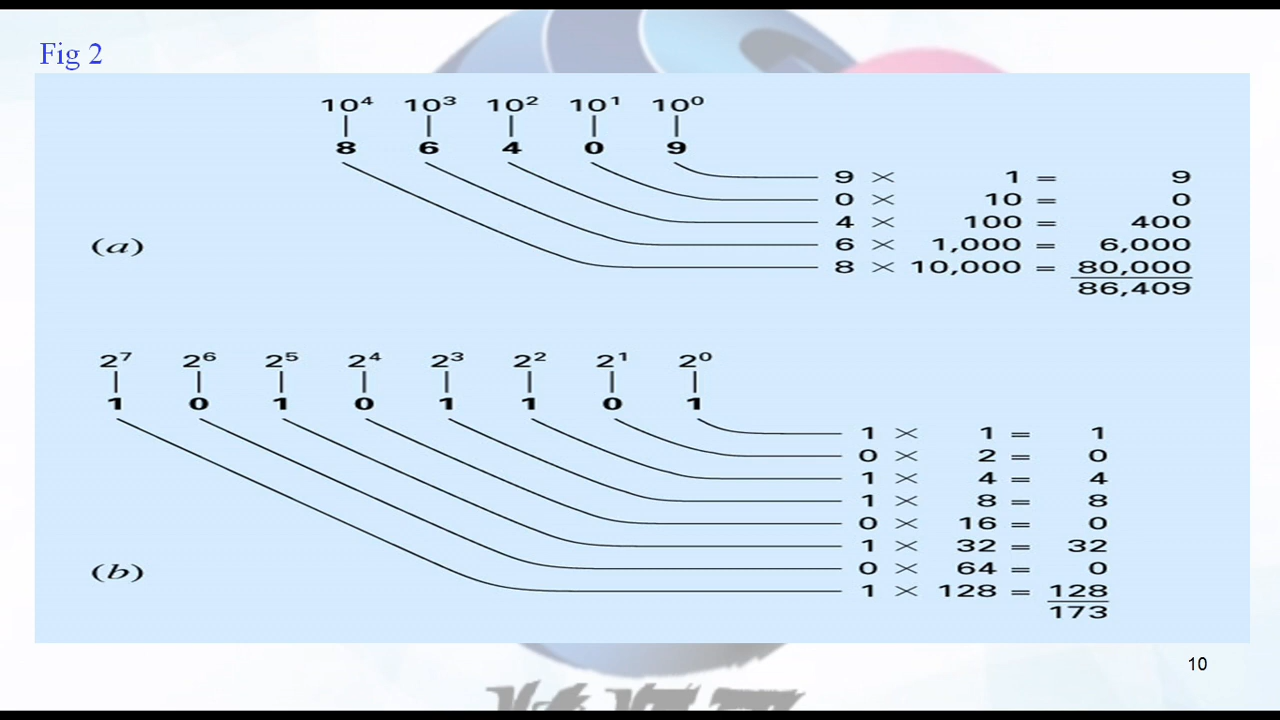 Fig 2
10⁴ 10³ 10² 10¹ 10⁰
8 6 4 0 9
9 × 1 = 9
0 × 10 = 0
4 × 100 = 400
(a)
6 × 1,000 = 6,000
8 × 10,000 = 80,000
86,409
2⁷ 2⁶ 2⁵ 2⁴ 2³ 2² 2¹ 2⁰
1 0 1 0 1 1 0 1
1 × 1 = 1
0 × 2 = 0
1 × 4 = 4
1 × 8 = 8
0 × 16 = 0
1 × 32 = 32
(b)
0 × 64 = 0
1 × 128 = 128
173
10